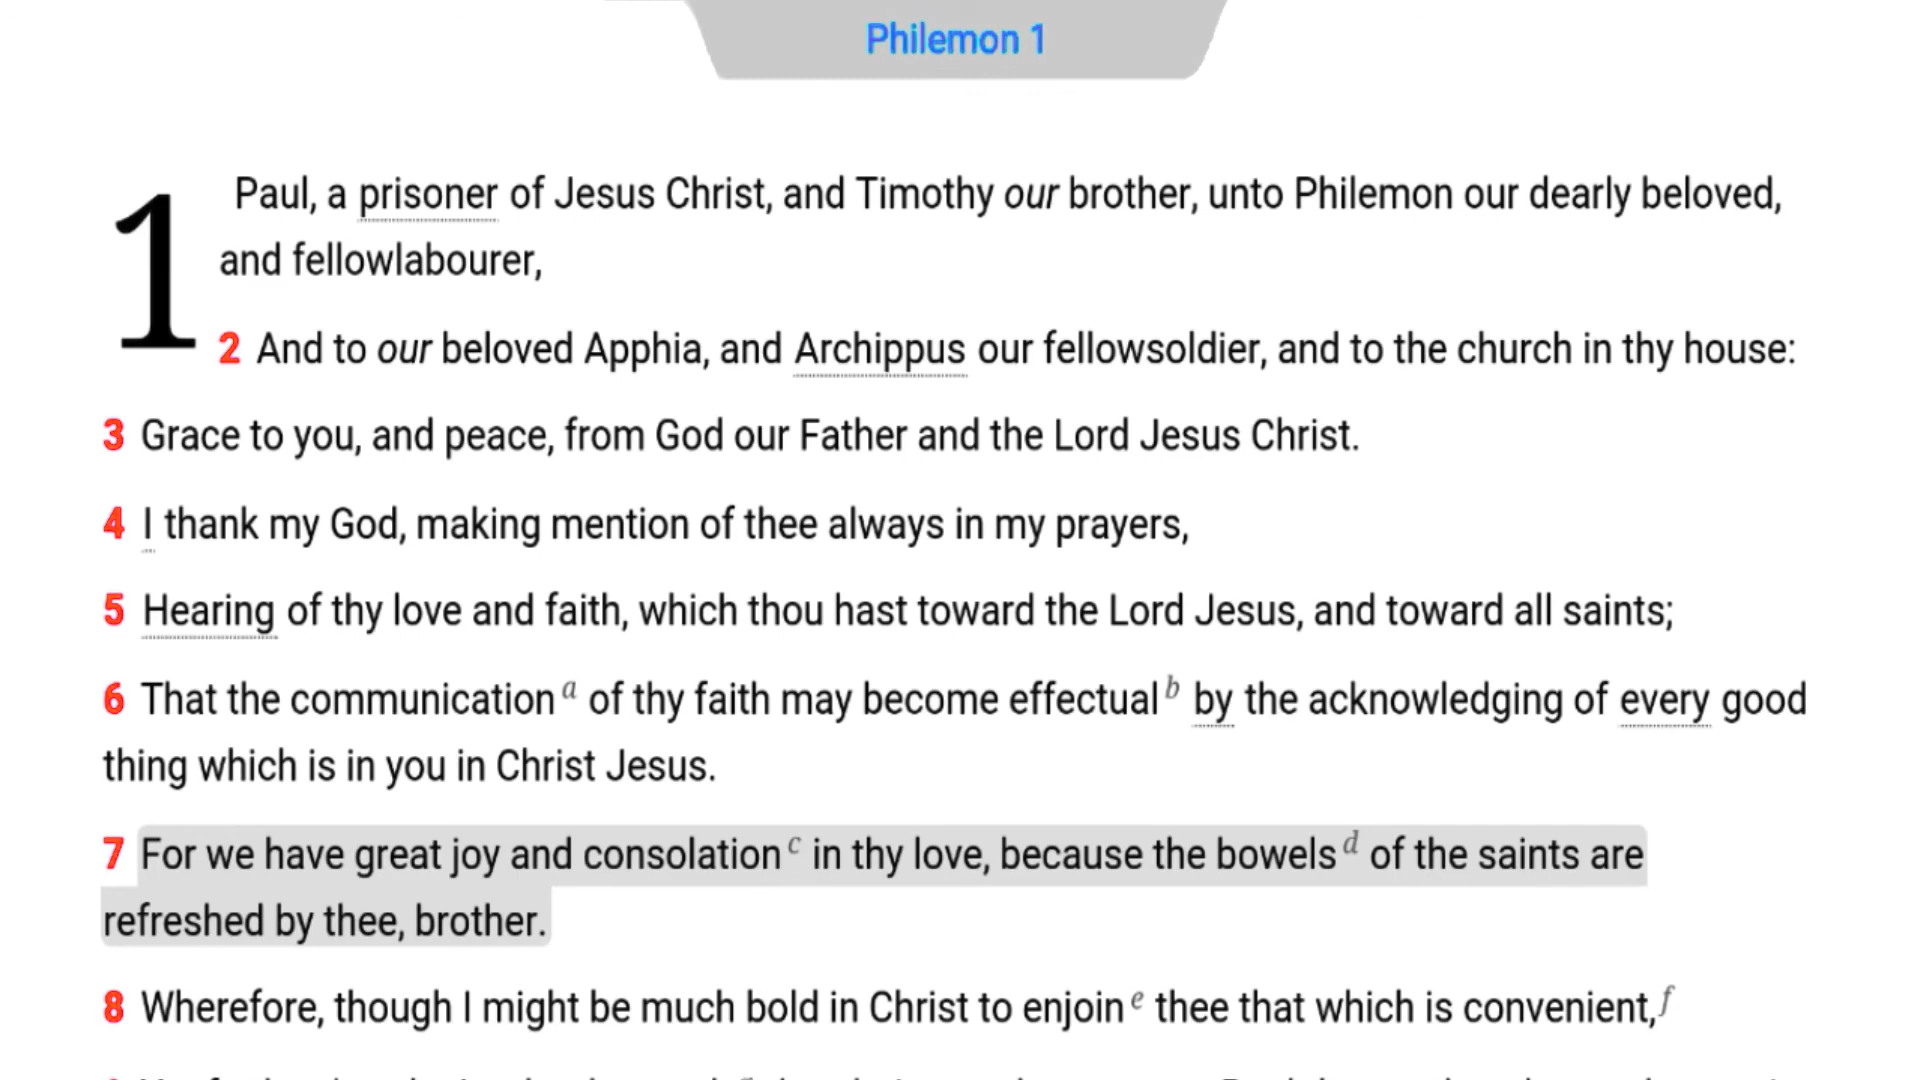 Philemon 1
1 Paul, a prisoner of Jesus Christ, and Timothy our brother, unto Philemon our dearly beloved,
and fellowlabourer,
2 And to our beloved Apphia, and Archippus our fellowsoldier, and to the church in thy house:
3 Grace to you, and peace, from God our Father and the Lord Jesus Christ.
4 I thank my God, making mention of thee always in my prayers,
5 Hearing of thy love and faith, which thou hast toward the Lord Jesus, and toward all saints;
6 That the communication a of thy faith may become effectual b by the acknowledging of every good
thing which is in you in Christ Jesus.
7 For we have great joy and consolation c in thy love, because the bowels d of the saints are
refreshed by thee, brother.
8 Wherefore, though I might be much bold in Christ to enjoin e thee that which is convenient, f